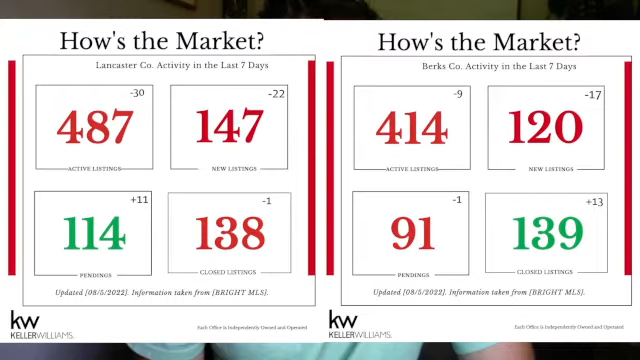 How's the Market?
Lancaster Co. Activity in the Last 7 Days
-30
487
ACTIVE LISTINGS
-22
147
NEW LISTINGS
+11
114
PENDINGS
-1
138
CLOSED LISTINGS
Updated [08/5/2022]. Information taken from [BRIGHT MLS].
kw
KELLERWILLIAMS.
Each Office is Independently Owned and Operated
How's the Market?
Berks Co. Activity in the Last 7 Days
-9
414
ACTIVE LISTINGS
-17
120
NEW LISTINGS
-1
91
PENDINGS
+13
139
CLOSED LISTINGS
Updated [08/5/2022]. Information taken from [BRIGHT MLS].
kw
KELLERWILLIAMS.
Each Office is Independently Owned and Operated